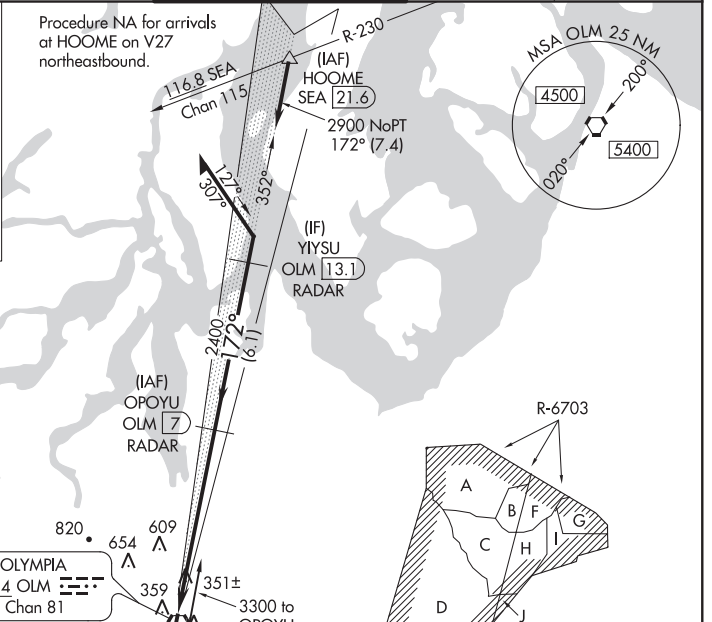 Procedure NA for arrivals
at HOOME on V27
northeastbound.
R-230
116.8 SEA
Chan 115
(IAF)
HOOME
SEA 21.6
2900 NoPT
172° (7.4)
MSA OLM 25 NM
4500
200°
5400
020°
127°
307°
352°
(IF)
YIYSU
OLM 13.1
RADAR
2400
172°
(6.1)
(IAF)
OPOYU
OLM 7
RADAR
R-6703
A
B
F
G
C
H
I
D
J
820
654
609
359
351±
OLYMPIA
4 OLM
Chan 81
3300 to
OPOYU